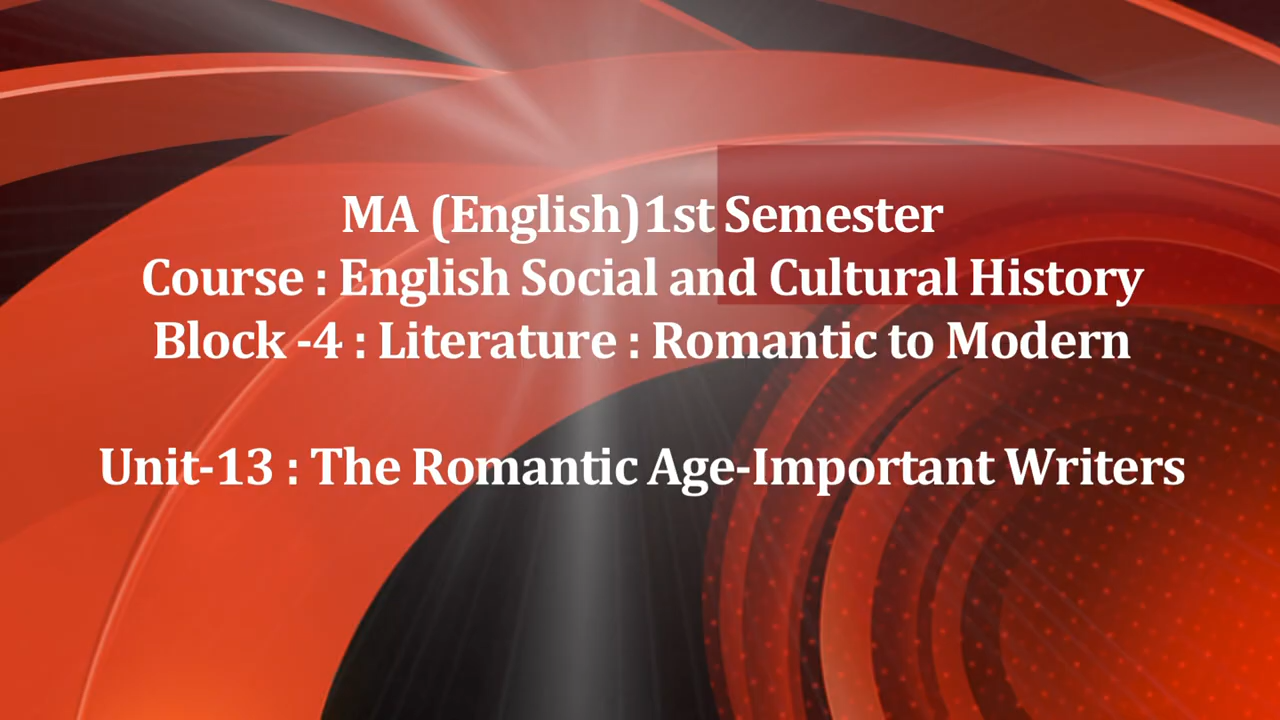 MA (English)1st Semester
Course : English Social and Cultural History
Block -4 : Literature : Romantic to Modern
Unit-13 : The Romantic Age-Important Writers